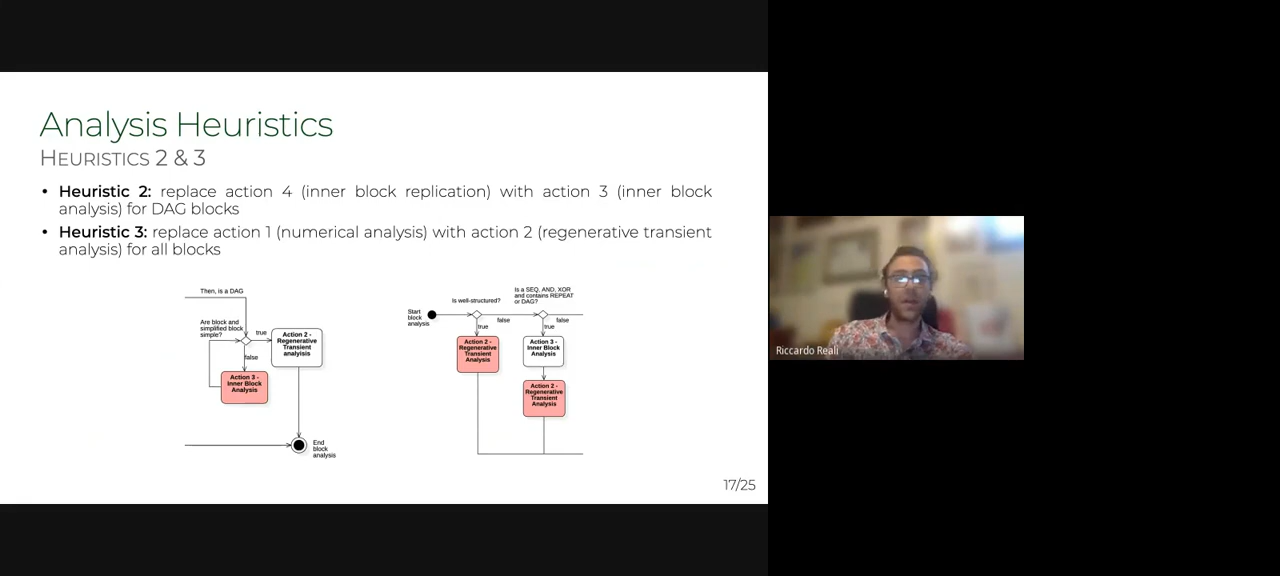 Analysis Heuristics
HEURISTICS 2 & 3
• Heuristic 2: replace action 4 (inner block replication) with action 3 (inner block
analysis) for DAG blocks
• Heuristic 3: replace action 1 (numerical analysis) with action 2 (regenerative transient
analysis) for all blocks
Then, is a DAG
Are block and
simplified block
simple?
true
false
Action 2 -
Regenerative
Transient
analyisis
Action 3 -
Inner Block
Analysis
End
block
analysis
Start
block
analysis
Is well-structured?
false
true
Is a SEQ, AND, XOR
and contains REPEAT
or DAG?
false
true
Action 2 -
Regenerative
Transient
Analysis
Action 3 -
Inner Block
Analysis
Action 2 -
Regenerative
Transient
Analysis
17/25
Riccardo Reali